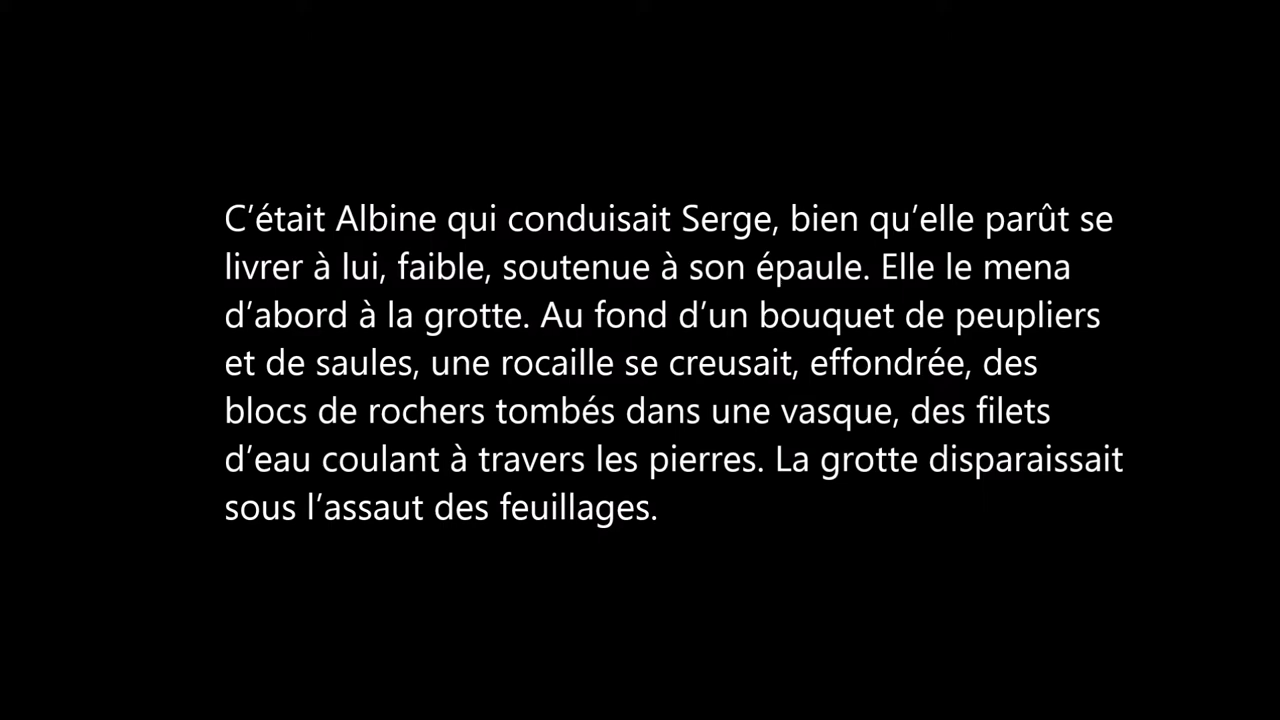 C’était Albine qui conduisait Serge, bien qu’elle parût se
livrer à lui, faible, soutenue à son épaule. Elle le mena
d’abord à la grotte. Au fond d’un bouquet de peupliers
et de saules, une rocaille se creusait, effondrée, des
blocs de rochers tombés dans une vasque, des filets
d’eau coulant à travers les pierres. La grotte disparaissait
sous l’assaut des feuillages.